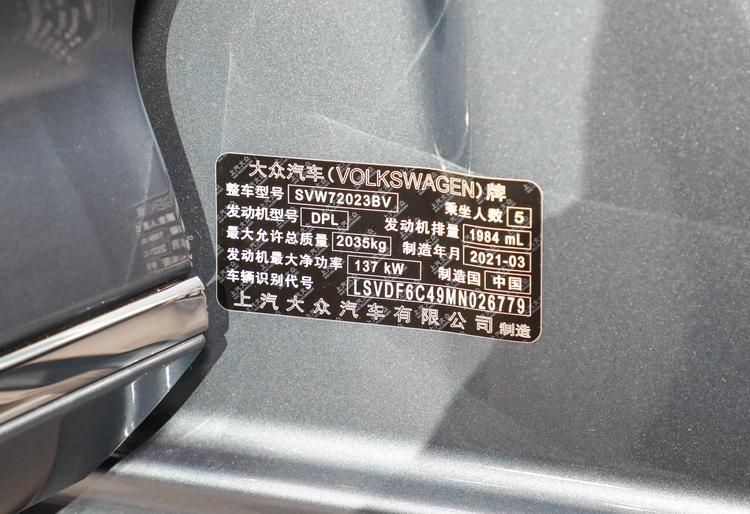 大众汽车(VOLKSWAGEN)牌
整车型号 SVW72023BV 乘坐人数 5
发动机型号 DPL 发动机排量 1984 mL
最大允许总质量 2035kg 制造年月 2021-03
发动机最大净功率 137 kW 制造国 中国
车辆识别代号 LSVDF6C49MN026779
上汽大众汽车有限公司 制造